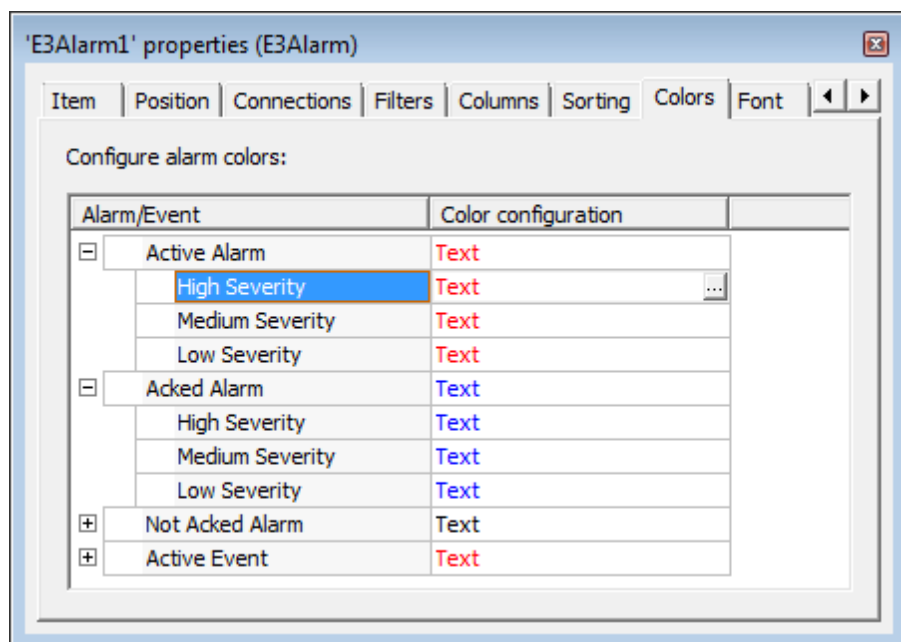 'E3Alarm1' properties (E3Alarm)
Item Position Connections Filters Columns Sorting Colors Font
Configure alarm colors:
Alarm/Event Color configuration
Active Alarm Text
High Severity Text ...
Medium Severity Text
Low Severity Text
Acked Alarm Text
High Severity Text
Medium Severity Text
Low Severity Text
Not Acked Alarm Text
Active Event Text